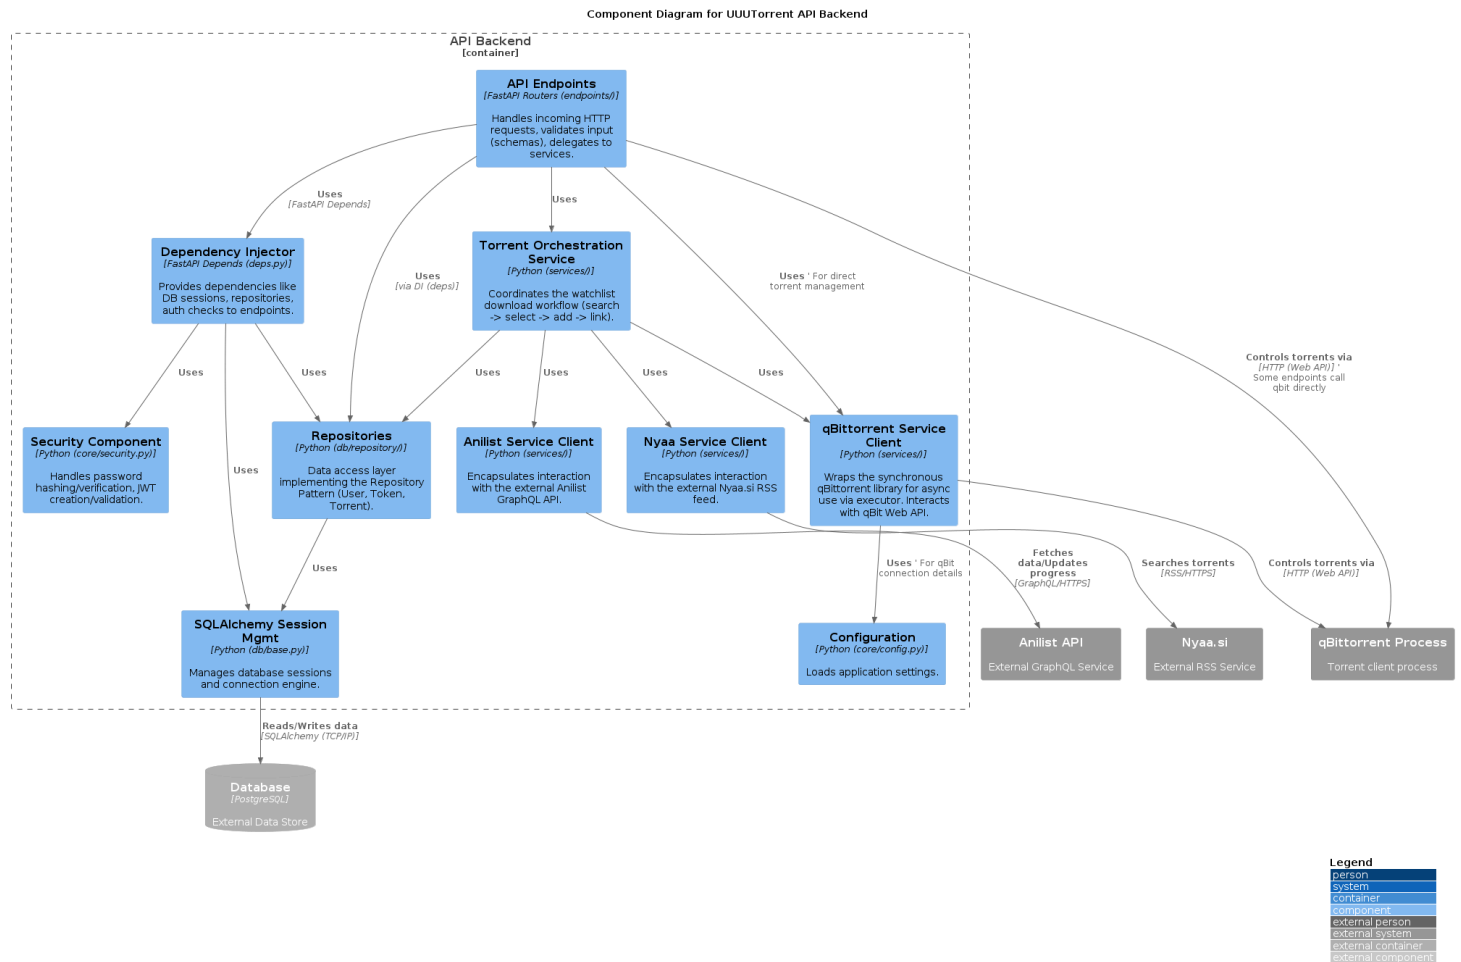 Component Diagram for UUUTorrent API Backend
API Backend
[container]
API Endpoints
[FastAPI Routers (endpoints/)]
Handles incoming HTTP
requests, validates input
(schemas), delegates to
services.
Uses
[FastAPI Depends]
Uses
Dependency Injector
[FastAPI Depends (deps.py)]
Provides dependencies like
DB sessions, repositories,
auth checks to endpoints.
Uses
[via DI (deps)]
Torrent Orchestration
Service
[Python (services/)]
Coordinates the watchlist
download workflow (search
-> select -> add -> link).
Uses ' For direct
torrent management
Controls torrents via
[HTTP (Web API)] '
Some endpoints call
qbit directly
Uses
Uses
Uses
Uses
Uses
Uses
Uses
Security Component
[Python (core/security.py)]
Handles password
hashing/verification, JWT
creation/validation.
Repositories
[Python (db/repository/)]
Data access layer
implementing the Repository
Pattern (User, Token,
Torrent).
Anilist Service Client
[Python (services/)]
Encapsulates interaction
with the external Anilist
GraphQL API.
Nyaa Service Client
[Python (services/)]
Encapsulates interaction
with the external Nyaa.si RSS
feed.
qBittorrent Service
Client
[Python (services/)]
Wraps the synchronous
qBittorrent library for async
use via executor. Interacts
with qBit Web API.
Uses
Uses ' For qBit
connection details
Fetches
data/Updates
progress
[GraphQL/HTTPS]
Searches torrents
[RSS/HTTPS]
Controls torrents via
[HTTP (Web API)]
SQLAlchemy Session
Mgmt
[Python (db/base.py)]
Manages database sessions
and connection engine.
Configuration
[Python (core/config.py)]
Loads application settings.
Anilist API
External GraphQL Service
Nyaa.si
External RSS Service
qBittorrent Process
Torrent client process
Reads/Writes data
[SQLAlchemy (TCP/IP)]
Database
[PostgreSQL]
External Data Store
Legend
person
system
container
component
external person
external system
external container
external component